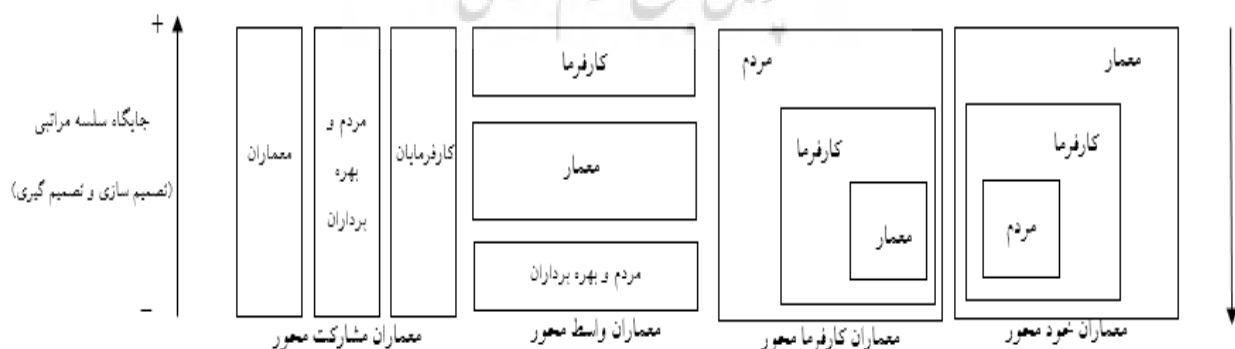 معمار
کارفرما
مردم
معماران خود محور
مردم
کارفرما
معمار
معماران کارفرما محور
کارفرما
معمار
مردم و بهره برداران
معماران واسط محور
کارفرمایان
مردم و
بهره
برداران
معماران
معماران مشارکت محور
+
جایگاه سلسه مراتبی
(تصمیم سازی و تصمیم گیری)
−